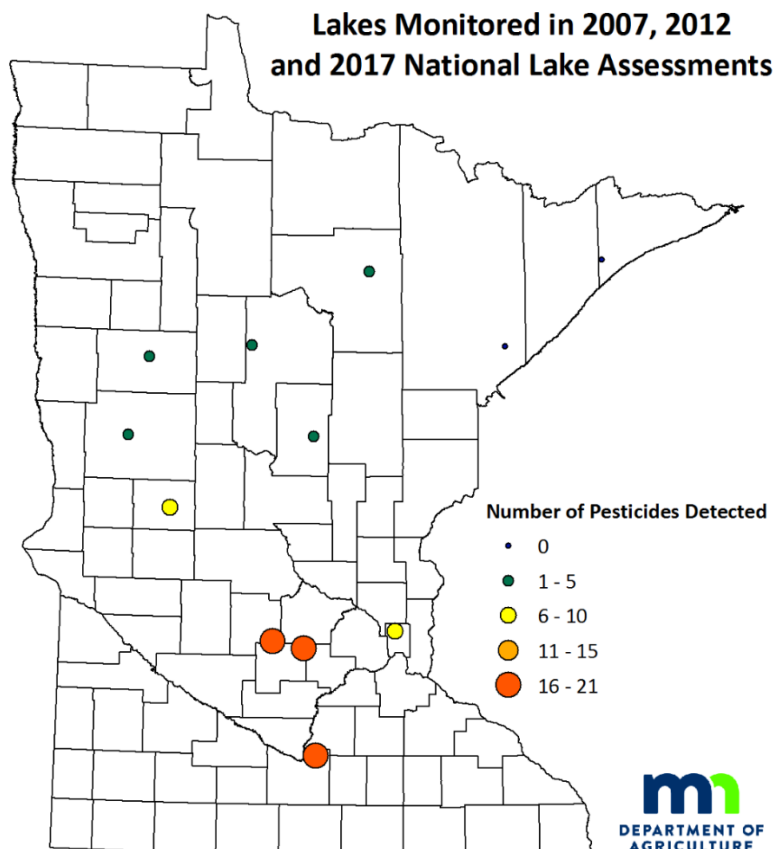 Lakes Monitored in 2007, 2012
and 2017 National Lake Assessments
Number of Pesticides Detected
0
1 - 5
6 - 10
11 - 15
16 - 21
mn
DEPARTMENT OF
AGRICULTURE